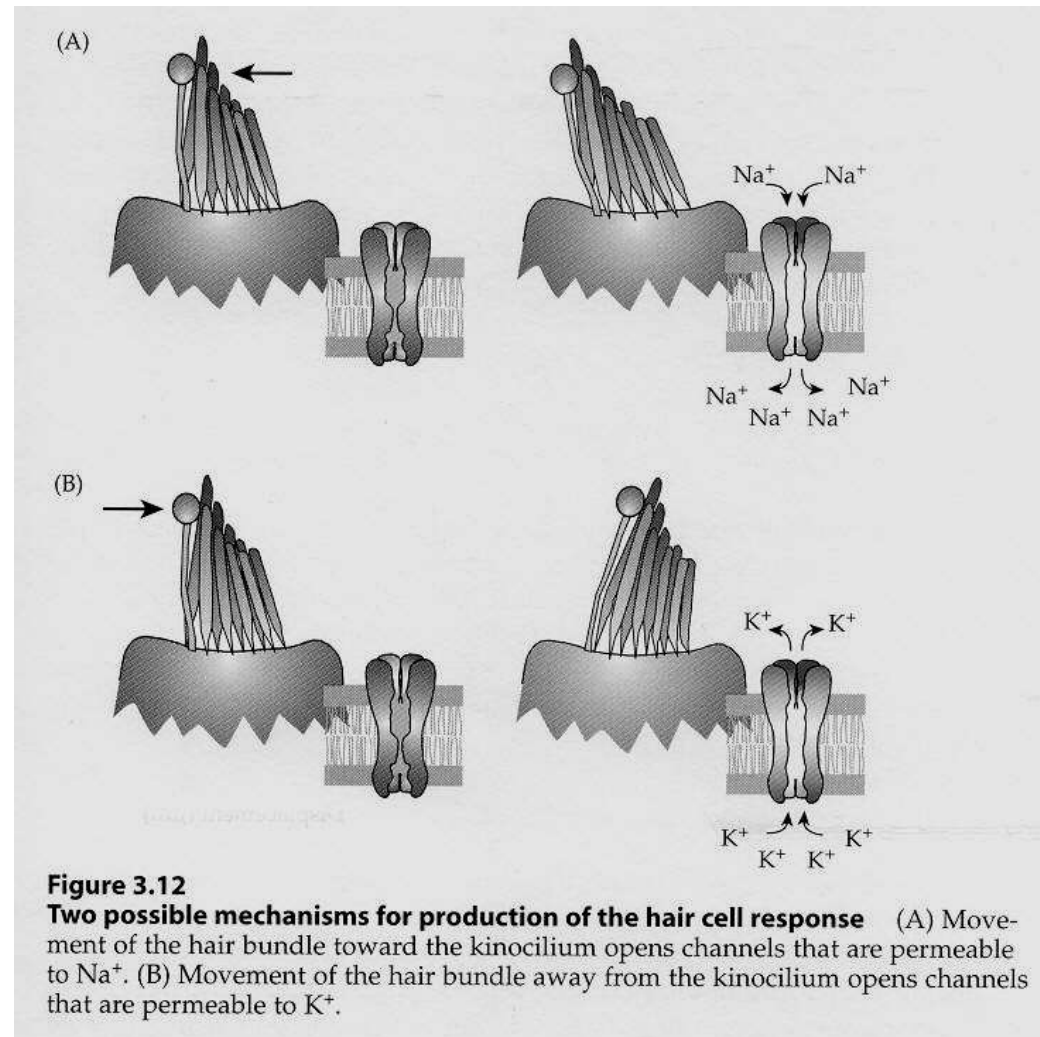 (A)
Na⁺ Na⁺
Na⁺ Na⁺
Na⁺ Na⁺
(B)
K⁺ K⁺
K⁺ K⁺
K⁺ K⁺
Figure 3.12
Two possible mechanisms for production of the hair cell response (A) Move-
ment of the hair bundle toward the kinocilium opens channels that are permeable
to Na⁺. (B) Movement of the hair bundle away from the kinocilium opens channels
that are permeable to K⁺.